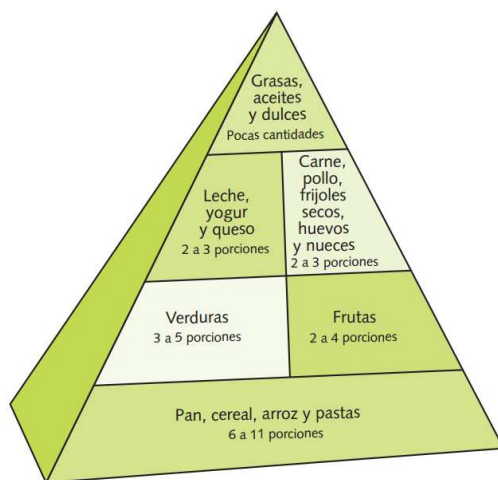 Grasas,
aceites
y dulces
Pocas cantidades
Leche,
yogur
y queso
2 a 3 porciones
Carne,
pollo,
frijoles
secos,
huevos
y nueces
2 a 3 porciones
Verduras
3 a 5 porciones
Frutas
2 a 4 porciones
Pan, cereal, arroz y pastas
6 a 11 porciones